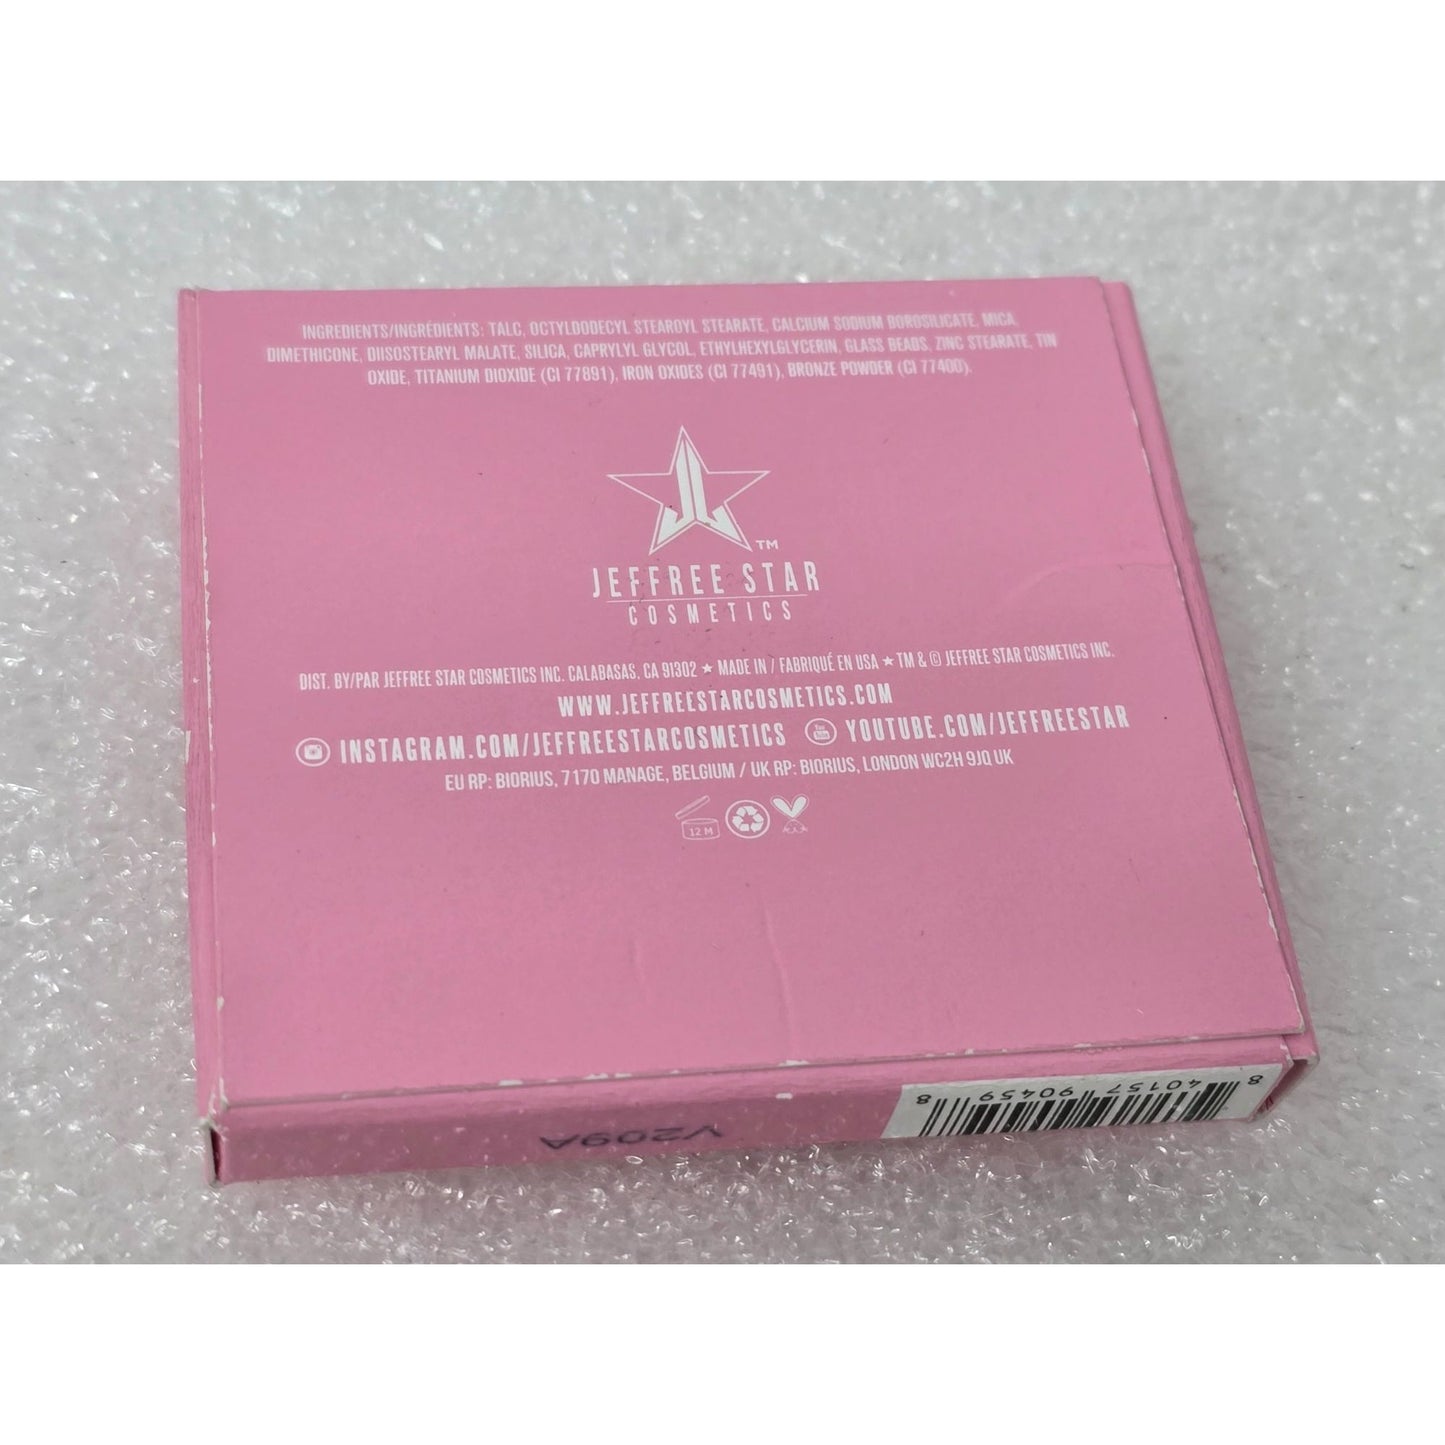 INGREDIENTS/INGRÉDIENTS: TALC, OCTYLDODECYL STEAROYL STEARATE, CALCIUM SODIUM BOROSILICATE, MICA,
DIMETHICONE, DIISOSTEARYL MALATE, SILICA, CAPRYLYL GLYCOL, ETHYLHEXYLGLYCERIN, GLASS BEADS, ZINC STEARATE, TIN
OXIDE, TITANIUM DIOXIDE (CI 77891), IRON OXIDES (CI 77491), BRONZE POWDER (CI 77400).
TM
JEFFREE STAR
COSMETICS
DIST. BY/PAR JEFFREE STAR COSMETICS INC. CALABASAS, CA 91302 ★ MADE IN / FABRIQUÉ EN USA ★ TM & © JEFFREE STAR COSMETICS INC.
WWW.JEFFREESTARCOSMETICS.COM
INSTAGRAM.COM/JEFFREESTARCOSMETICS YOUTUBE.COM/JEFFREESTAR
EU RP: BIORIUS, 7170 MANAGE, BELGIUM / UK RP: BIORIUS, LONDON WC2H 9JQ UK
12 M
V209A
8 40157 90459 8